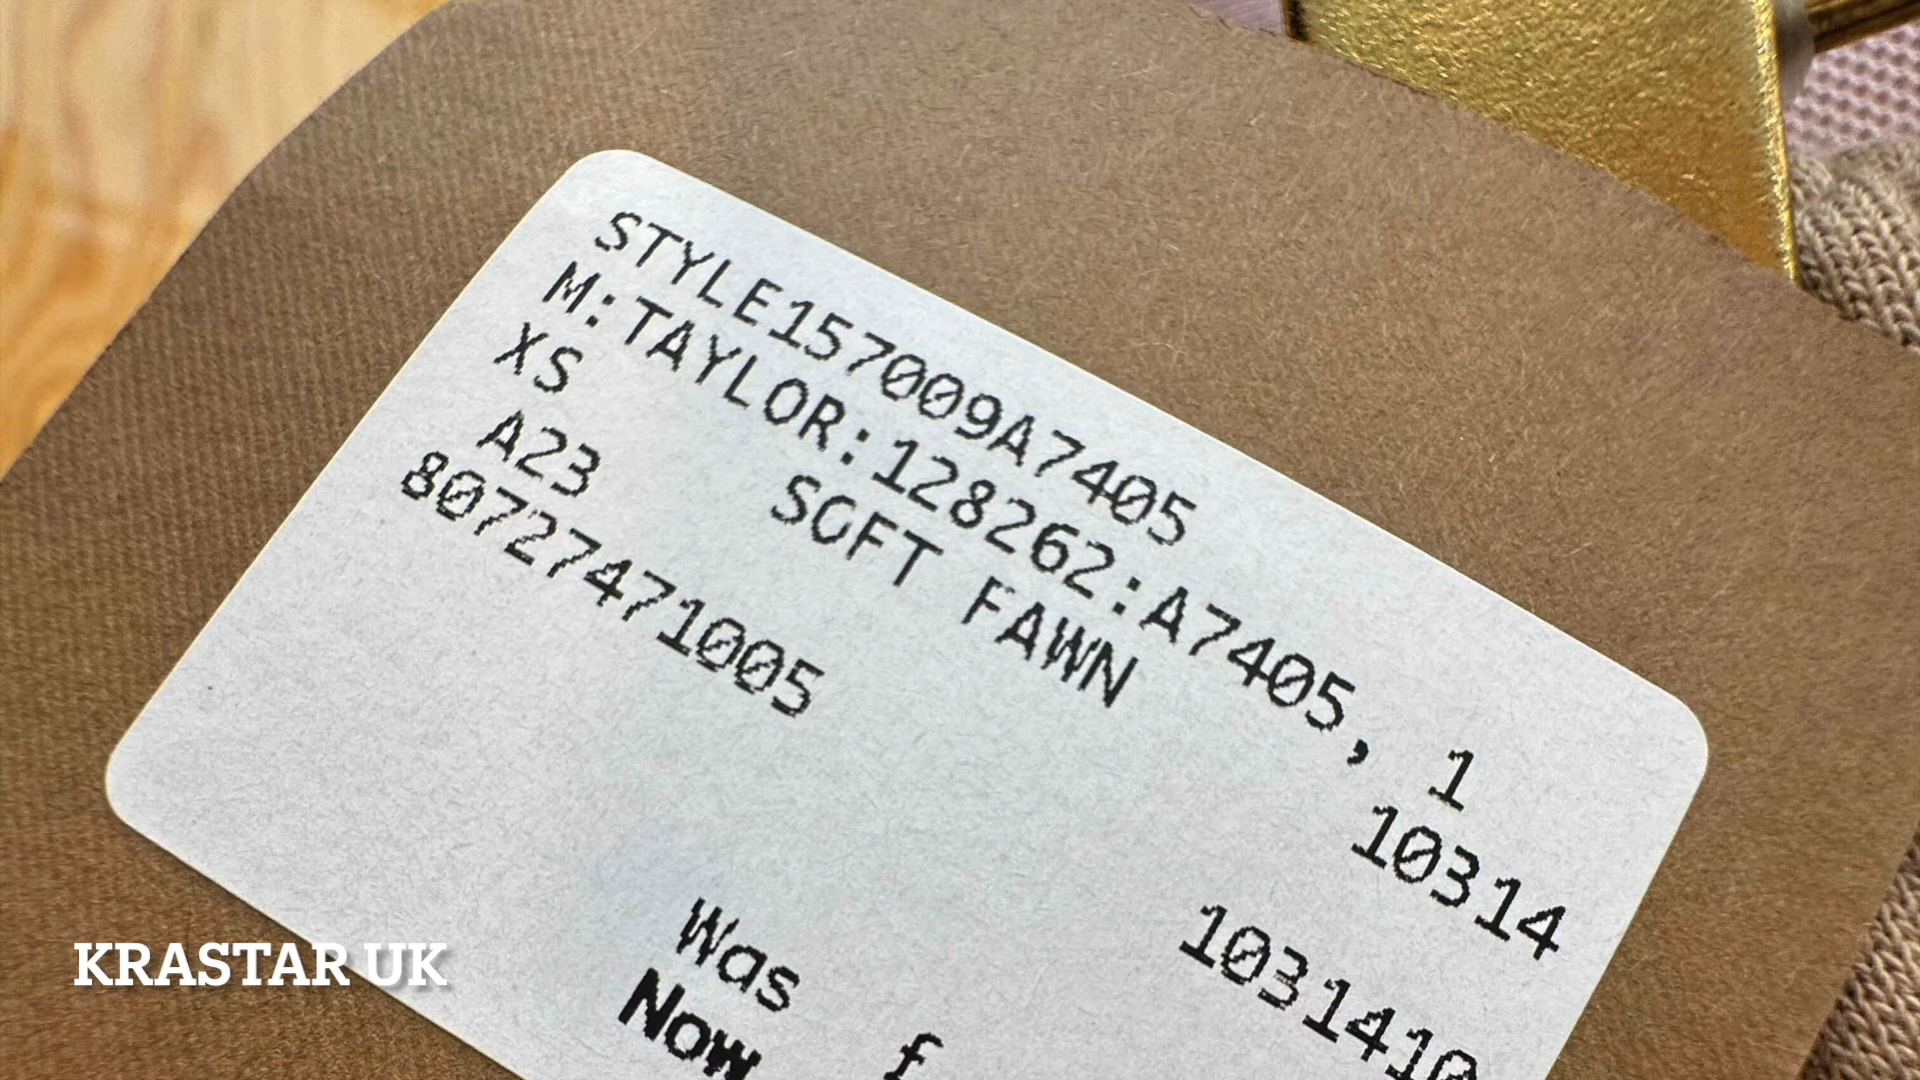 STYLE157009A7405
M:TAYLOR:128262:A7405, 1
XS 10314
A23 SOFT FAWN
80727471005
1031410
Was £
Now
KRASTAR UK